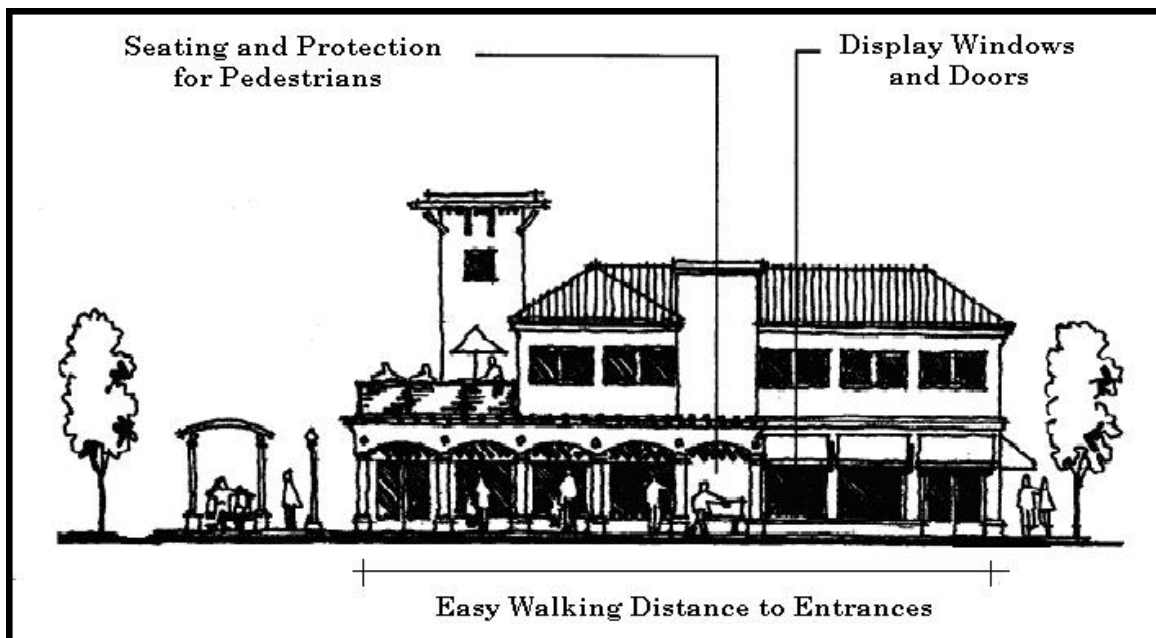 Seating and Protection
for Pedestrians
Display Windows
and Doors
Easy Walking Distance to Entrances